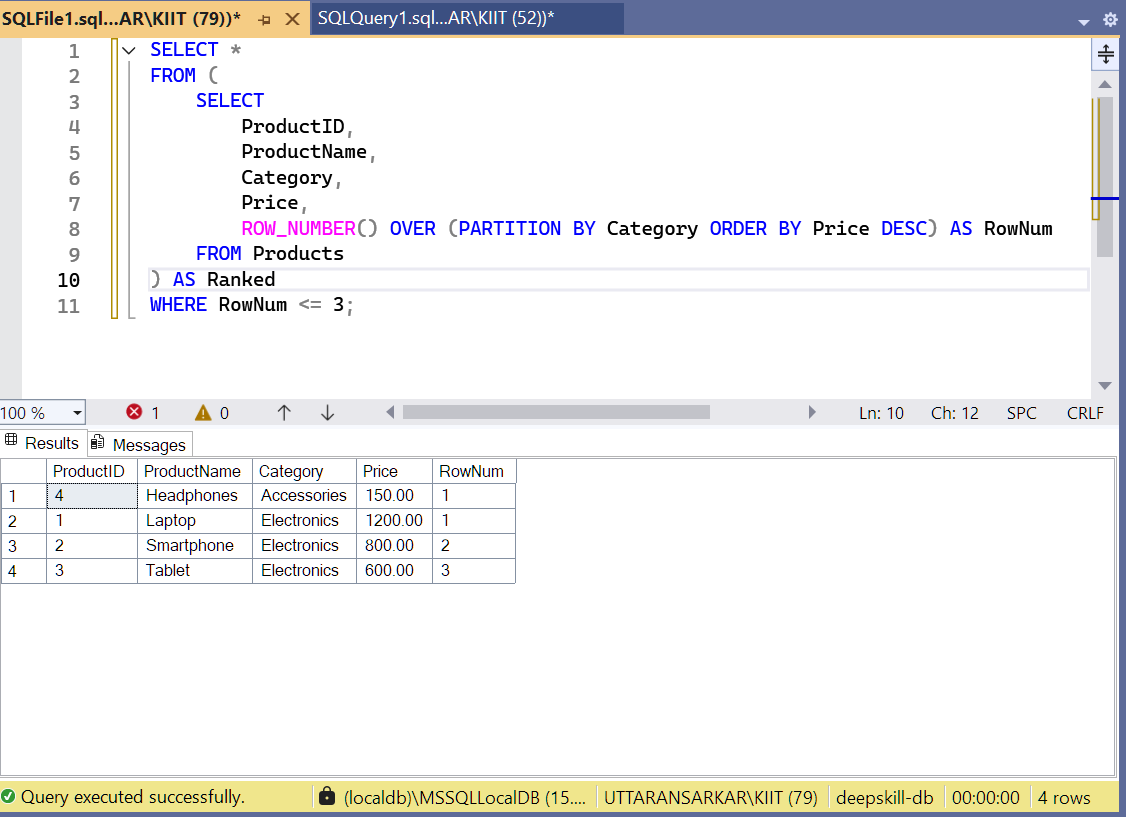 SQLFile1.sql...AR\KIIT (79))* SQLQuery1.sql...AR\KIIT (52))*
1 SELECT *
2 FROM (
3 SELECT
4 ProductID,
5 ProductName,
6 Category,
7 Price,
8 ROW_NUMBER() OVER (PARTITION BY Category ORDER BY Price DESC) AS RowNum
9 FROM Products
10 ) AS Ranked
11 WHERE RowNum <= 3;
100 % 1 0 Ln: 10 Ch: 12 SPC CRLF
Results Messages
ProductID ProductName Category Price RowNum
1 4 Headphones Accessories 150.00 1
2 1 Laptop Electronics 1200.00 1
3 2 Smartphone Electronics 800.00 2
4 3 Tablet Electronics 600.00 3
Query executed successfully. (localdb)\MSSQLLocalDB (15.... UTTARANSARKAR\KIIT (79) deepskill-db 00:00:00 4 rows